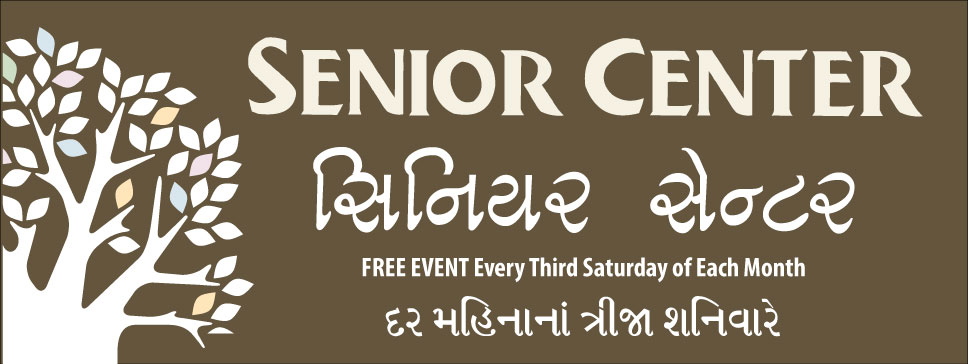 SENIOR CENTER
સિનિયર સેન્ટર
FREE EVENT Every Third Saturday of Each Month
દર મહિનાનાં ત્રીજા શનિવારે